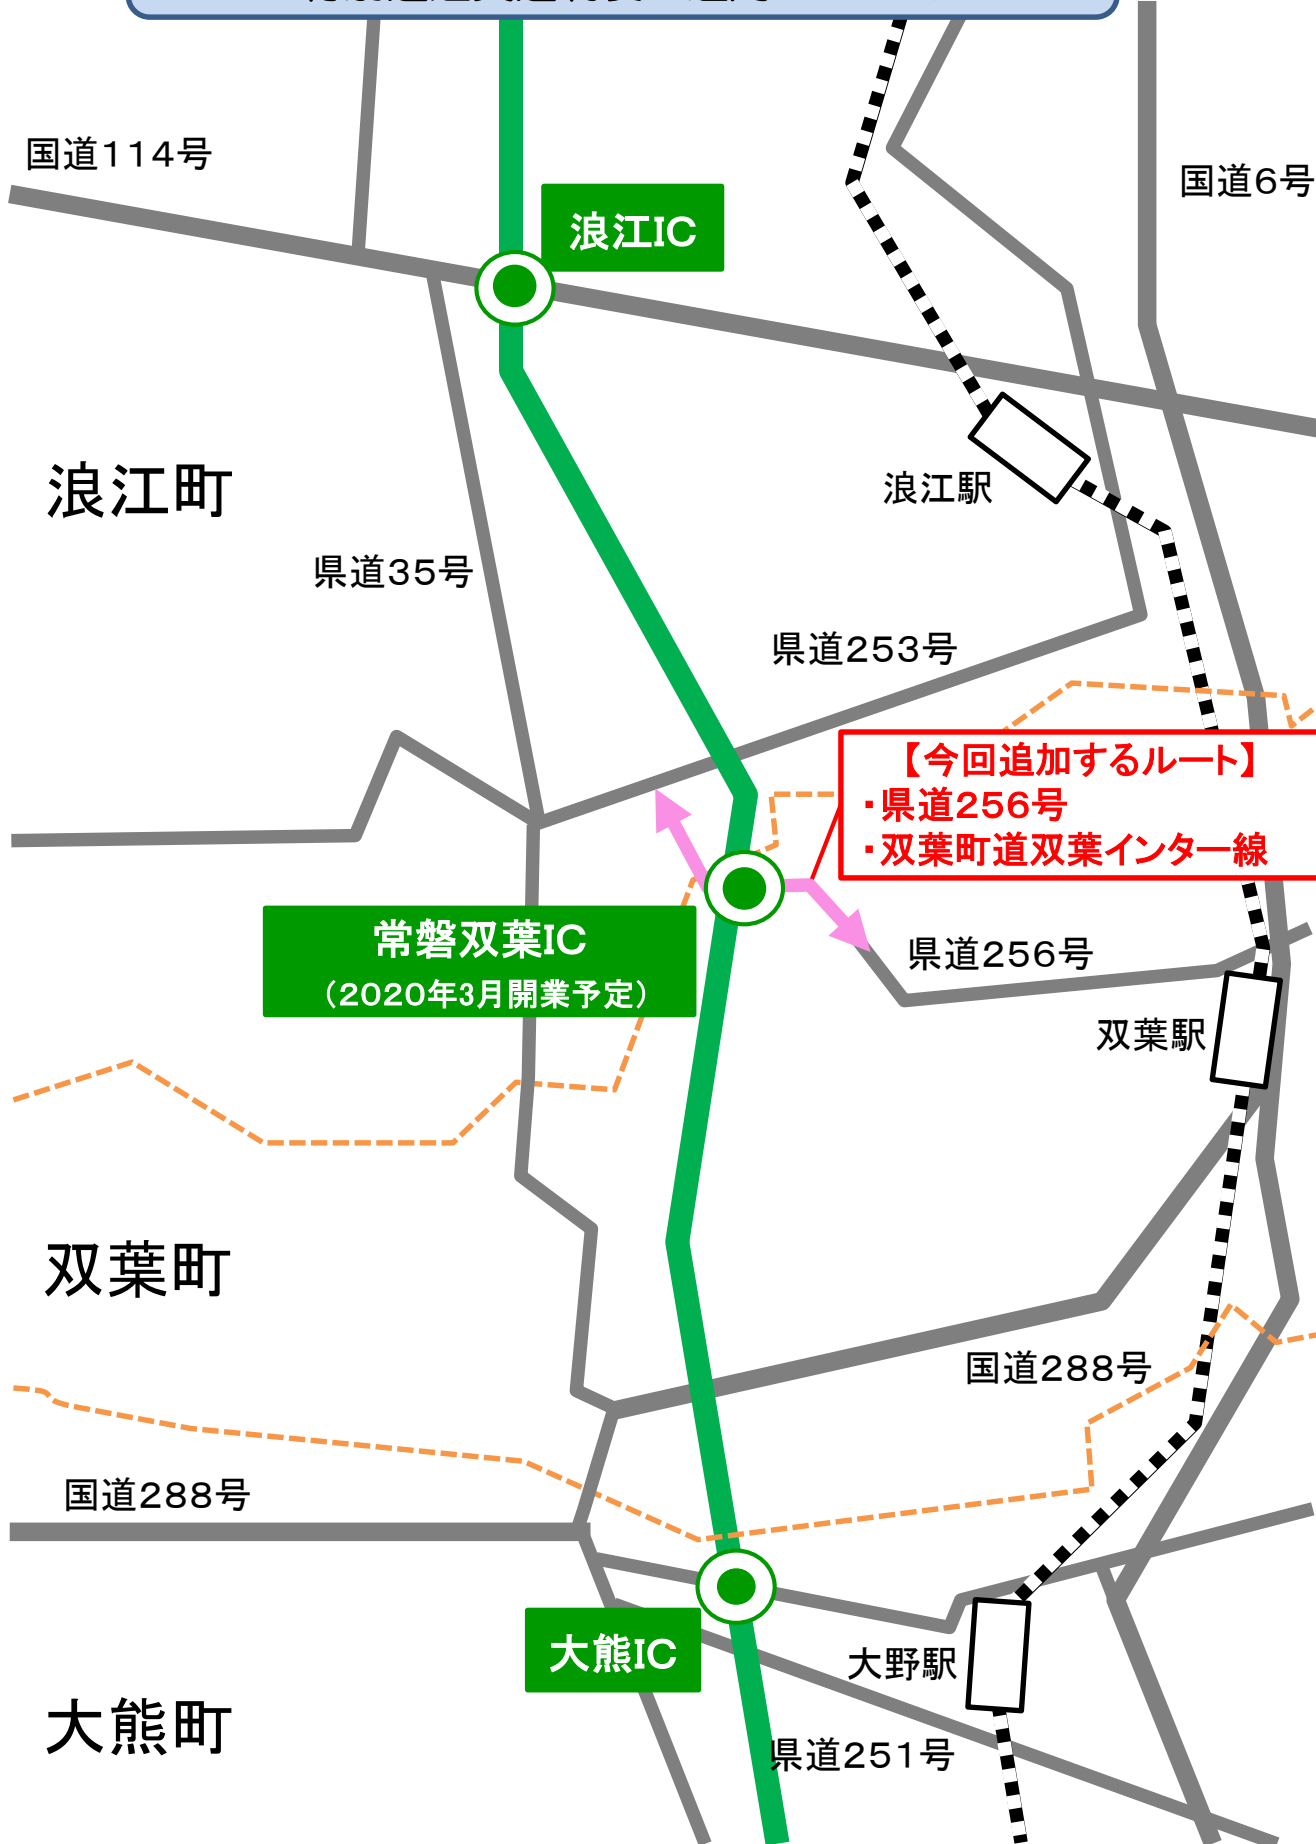 国道114号
国道6号
浪江IC
浪江町
浪江駅
県道35号
県道253号
【今回追加するルート】
・県道256号
・双葉町道双葉インター線
常磐双葉IC
（2020年3月開業予定）
県道256号
双葉駅
双葉町
国道288号
国道288号
大熊IC
大野駅
大熊町
県道251号